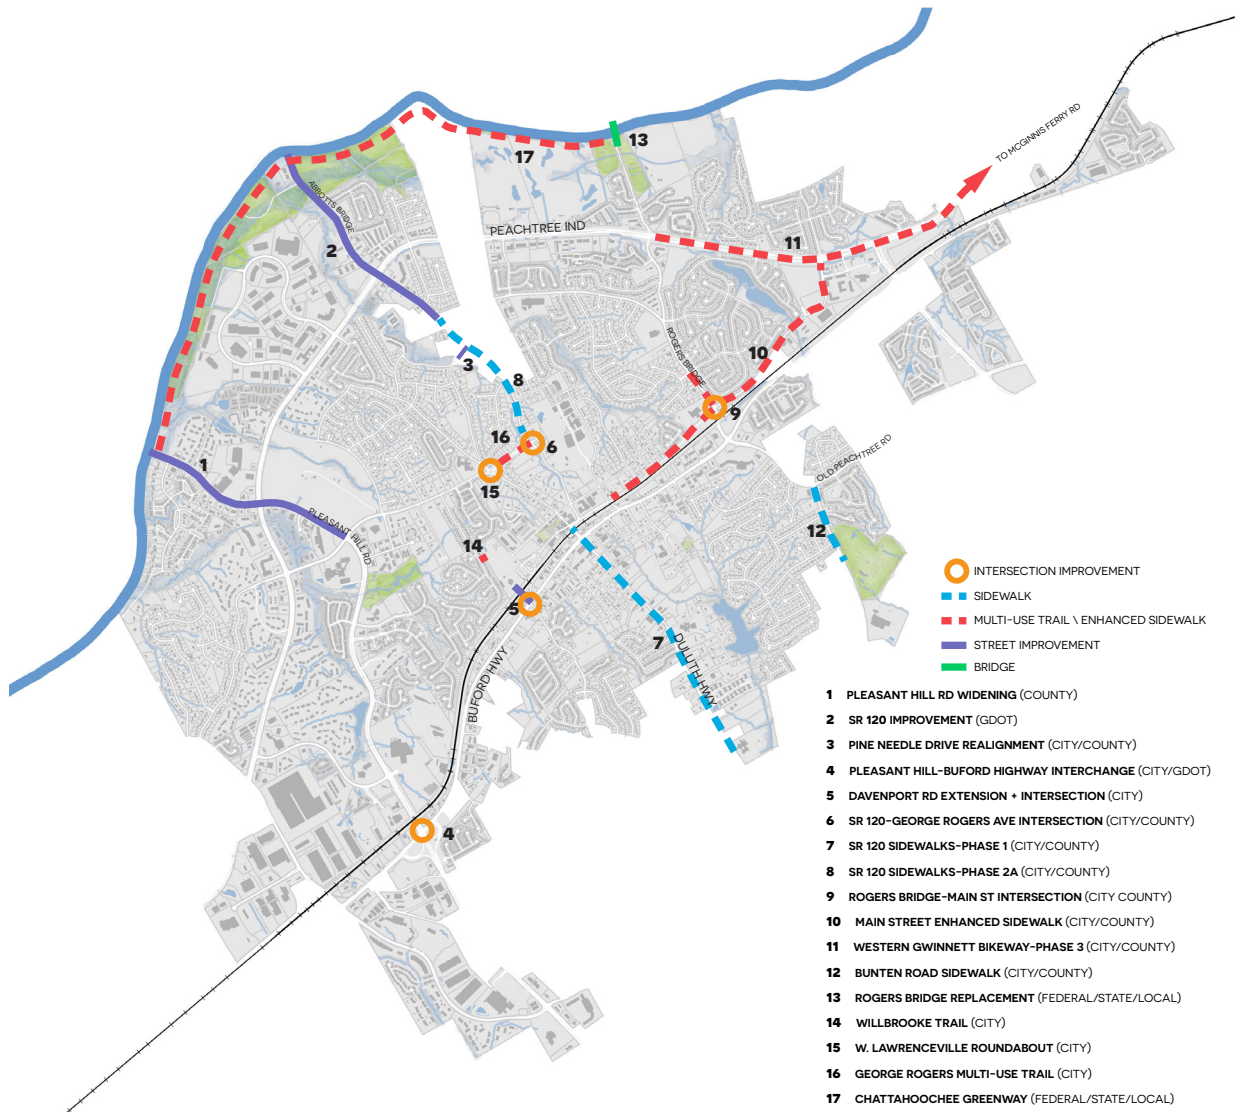 13
17
TO MCGINNIS FERRY RD
ABBOTTS BRIDGE
PEACHTREE IND
11
2
ROGERS BRIDGE
10
3
8
9
16
6
OLD PEACHTREE RD
1
15
PLEASANT HILL RD
12
14
5
7
DULUTH HWY
BUFORD HWY
4
INTERSECTION IMPROVEMENT
SIDEWALK
MULTI-USE TRAIL \ ENHANCED SIDEWALK
STREET IMPROVEMENT
BRIDGE
1 PLEASANT HILL RD WIDENING (COUNTY)
2 SR 120 IMPROVEMENT (GDOT)
3 PINE NEEDLE DRIVE REALIGNMENT (CITY/COUNTY)
4 PLEASANT HILL-BUFORD HIGHWAY INTERCHANGE (CITY/GDOT)
5 DAVENPORT RD EXTENSION + INTERSECTION (CITY)
6 SR 120-GEORGE ROGERS AVE INTERSECTION (CITY/COUNTY)
7 SR 120 SIDEWALKS-PHASE 1 (CITY/COUNTY)
8 SR 120 SIDEWALKS-PHASE 2A (CITY/COUNTY)
9 ROGERS BRIDGE-MAIN ST INTERSECTION (CITY COUNTY)
10 MAIN STREET ENHANCED SIDEWALK (CITY/COUNTY)
11 WESTERN GWINNETT BIKEWAY-PHASE 3 (CITY/COUNTY)
12 BUNTEN ROAD SIDEWALK (CITY/COUNTY)
13 ROGERS BRIDGE REPLACEMENT (FEDERAL/STATE/LOCAL)
14 WILLBROOKE TRAIL (CITY)
15 W. LAWRENCEVILLE ROUNDABOUT (CITY)
16 GEORGE ROGERS MULTI-USE TRAIL (CITY)
17 CHATTAHOOCHEE GREENWAY (FEDERAL/STATE/LOCAL)